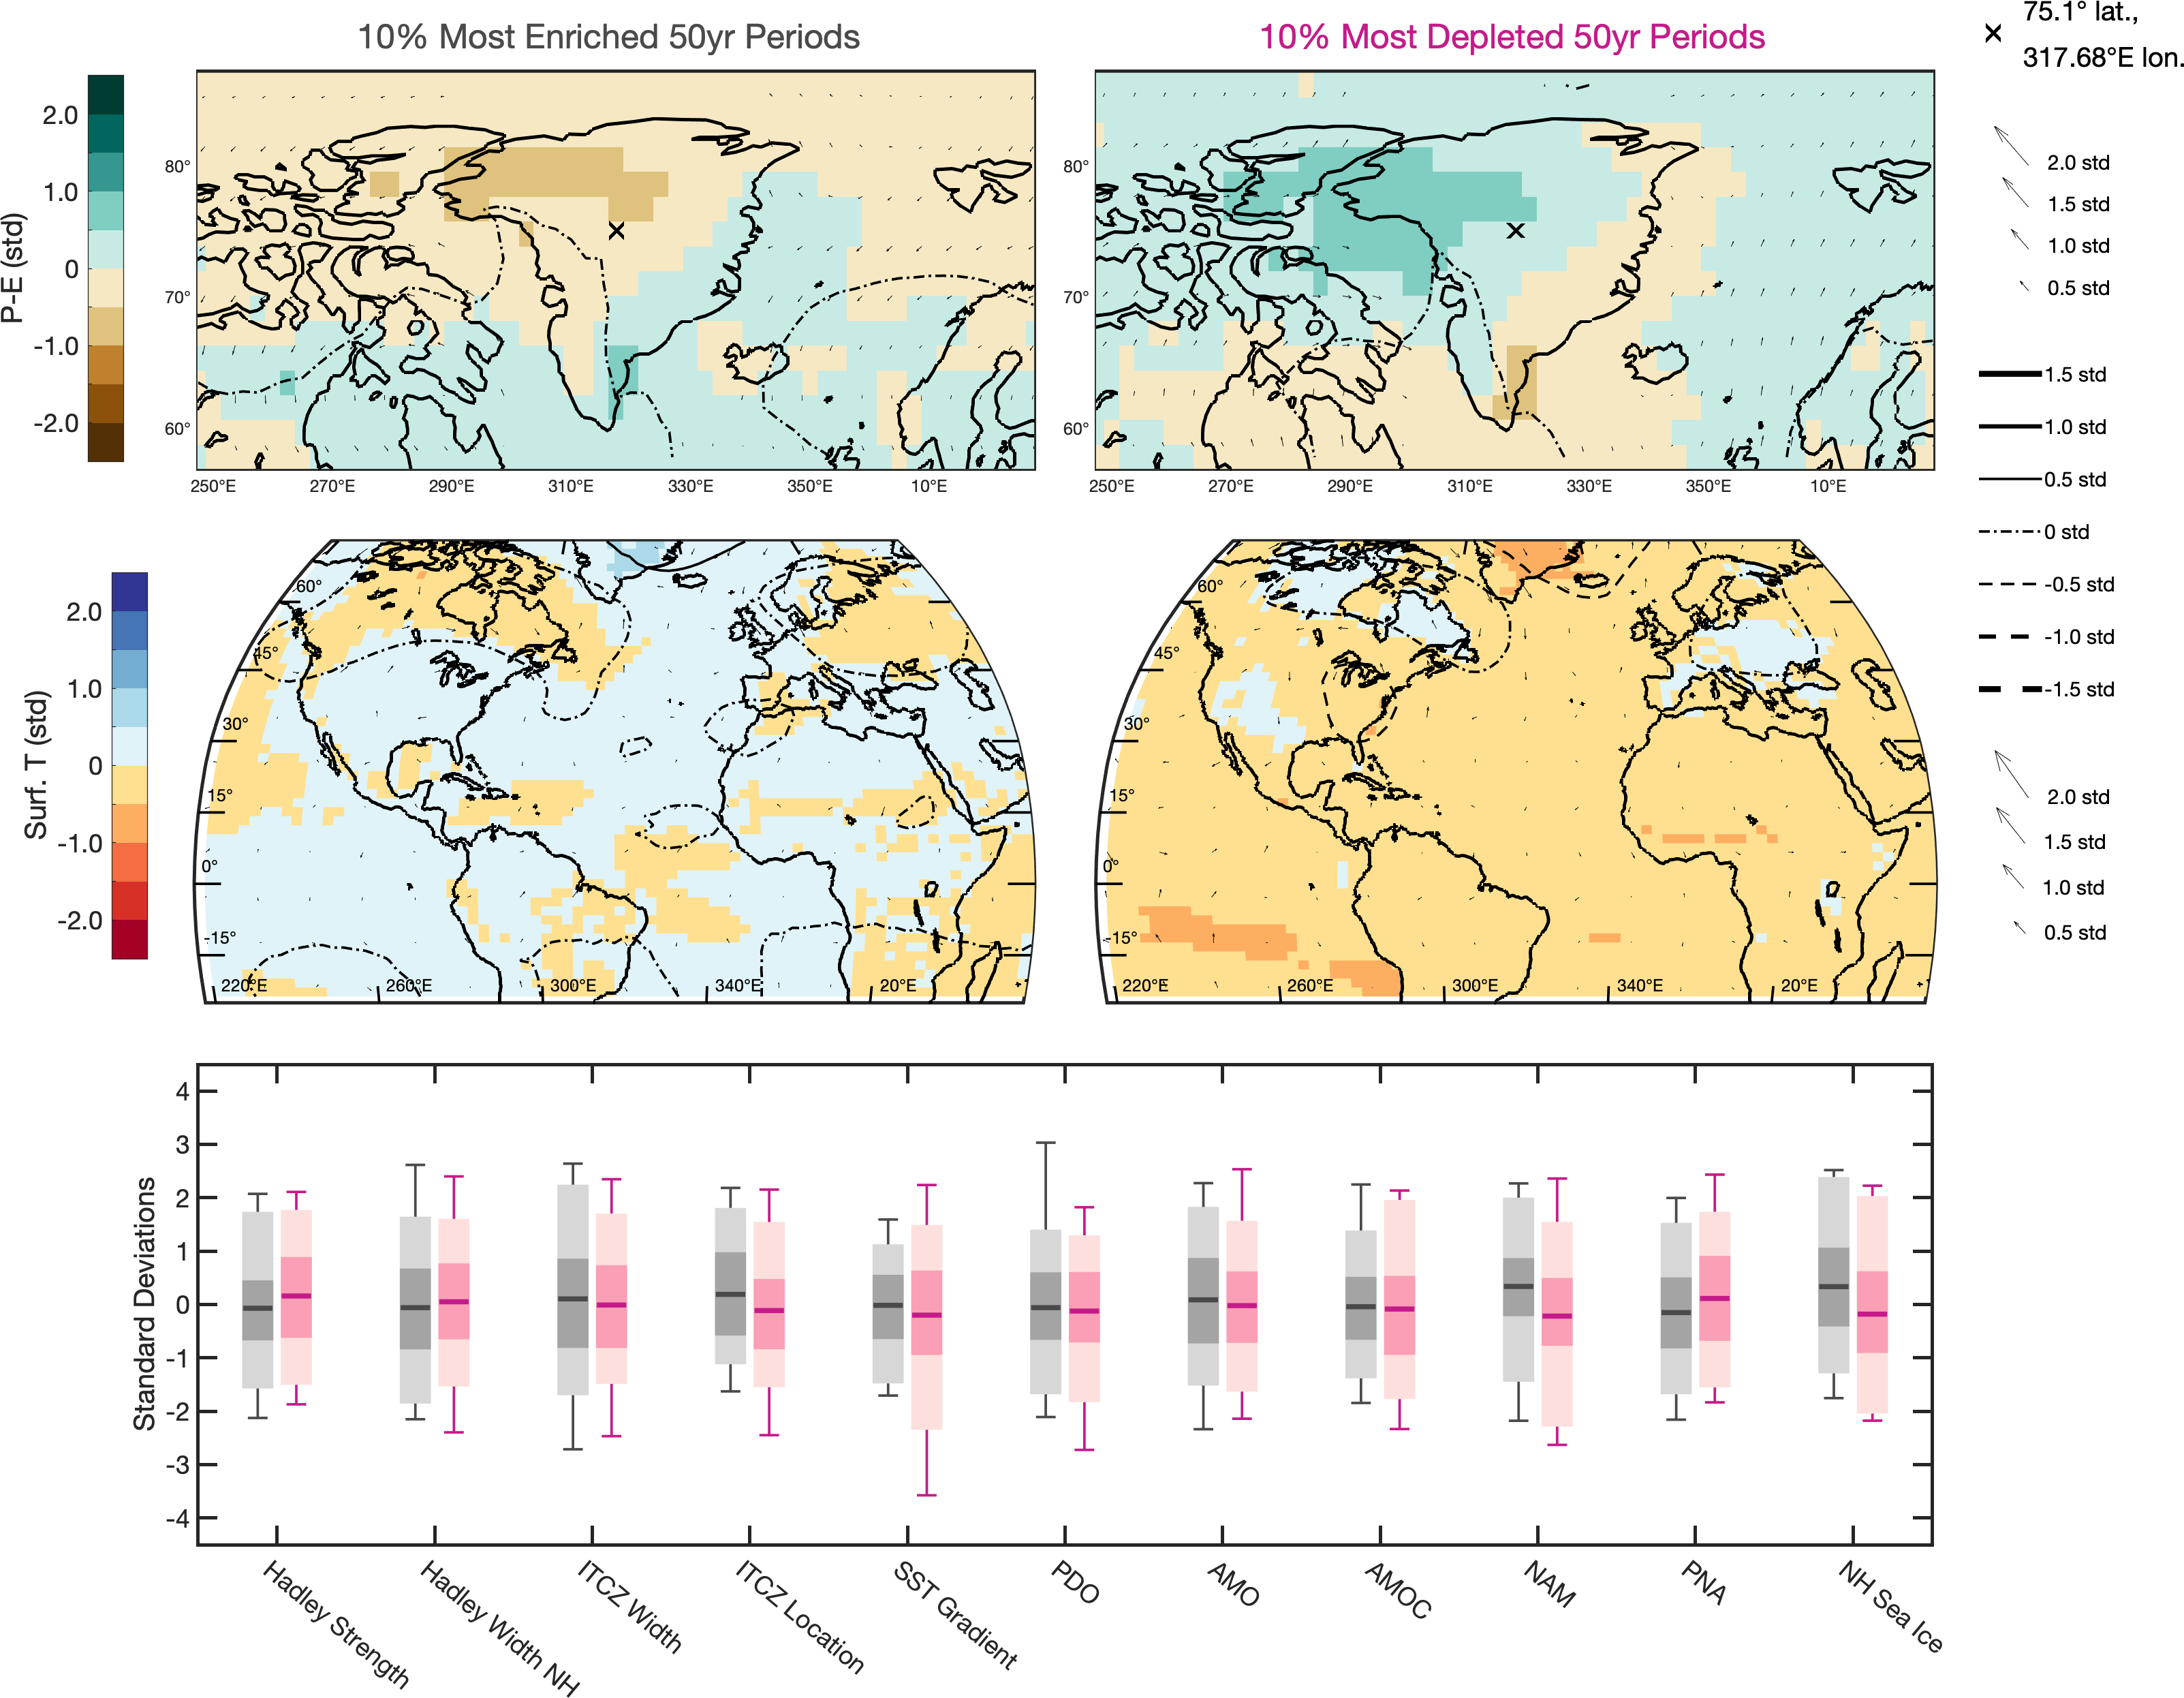 10% Most Enriched 50yr Periods
10% Most Depleted 50yr Periods
75.1° lat.,
317.68°E lon.
P-E (std)
2.0
1.0
0
-1.0
-2.0
80°
70°
60°
250°E 270°E 290°E 310°E 330°E 350°E 10°E
80°
70°
60°
250°E 270°E 290°E 310°E 330°E 350°E 10°E
2.0 std
1.5 std
1.0 std
0.5 std
1.5 std
1.0 std
0.5 std
0 std
-0.5 std
-1.0 std
-1.5 std
Surf. T (std)
2.0
1.0
0
-1.0
-2.0
60°
45°
30°
15°
0°
-15°
220°E 260°E 300°E 340°E 20°E
60°
45°
30°
15°
0°
-15°
220°E 260°E 300°E 340°E 20°E
2.0 std
1.5 std
1.0 std
0.5 std
Standard Deviations
4
3
2
1
0
-1
-2
-3
-4
Hadley Strength
Hadley Width NH
ITCZ Width
ITCZ Location
SST Gradient
PDO
AMO
AMOC
NAM
PNA
NH Sea Ice